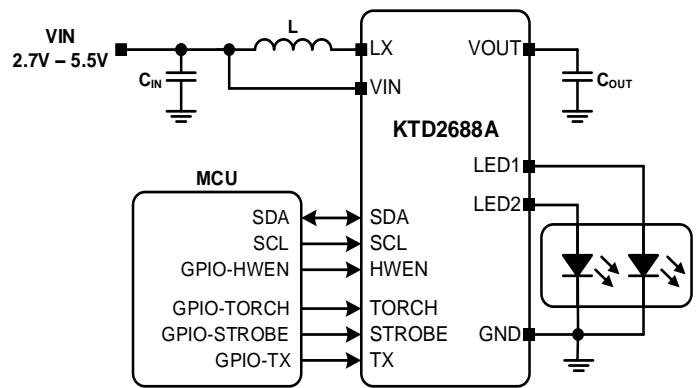 VIN
2.7V – 5.5V
L
CIN
LX
VIN
VOUT
COUT
KTD2688A
LED1
LED2
MCU
SDA
SDA
SCL
SCL
GPIO-HWEN
HWEN
GPIO-TORCH
TORCH
GPIO-STROBE
STROBE
GND
GPIO-TX
TX